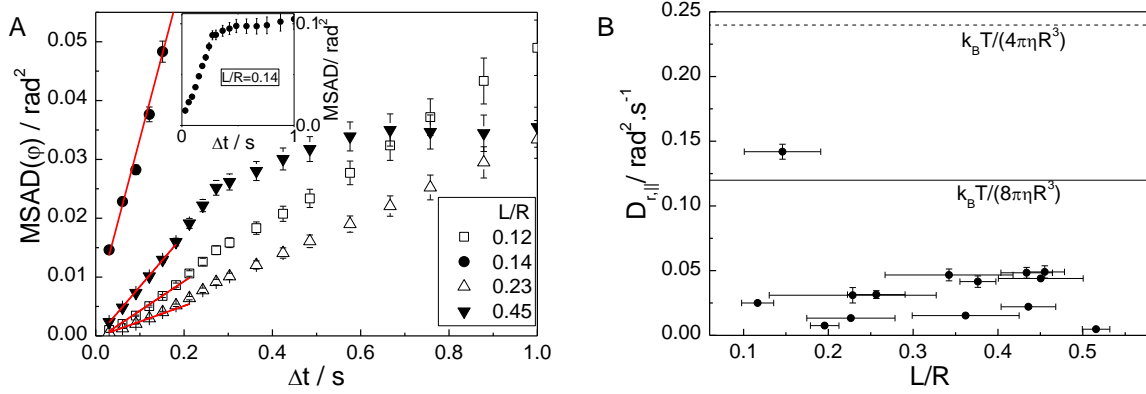 A
MSAD(φ) / rad²
0.05
0.04
0.03
0.02
0.01
0.00
0.0
0.2
0.4
0.6
0.8
1.0
Δt / s
L/R
0.12
0.14
0.23
0.45
L/R=0.14
0
1
Δt / s
0.1
0.0
MSAD/ rad²
B
D_{r,||}/ rad².s⁻¹
0.25
0.20
0.15
0.10
0.05
0.00
k_BT/(4πηR³)
k_BT/(8πηR³)
0.1
0.2
0.3
0.4
0.5
L/R